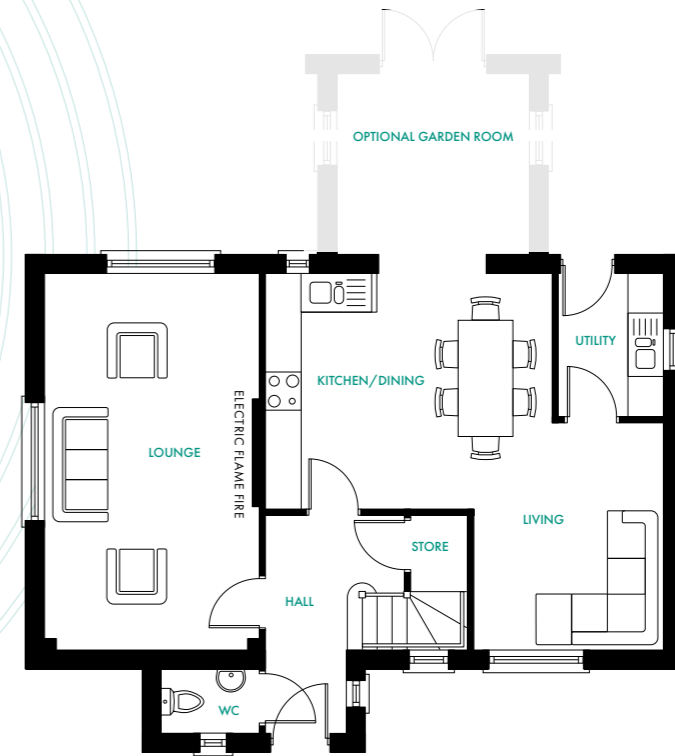 OPTIONAL GARDEN ROOM
UTILITY
KITCHEN/DINING
LOUNGE
ELECTRIC FLAME FIRE
LIVING
STORE
HALL
WC